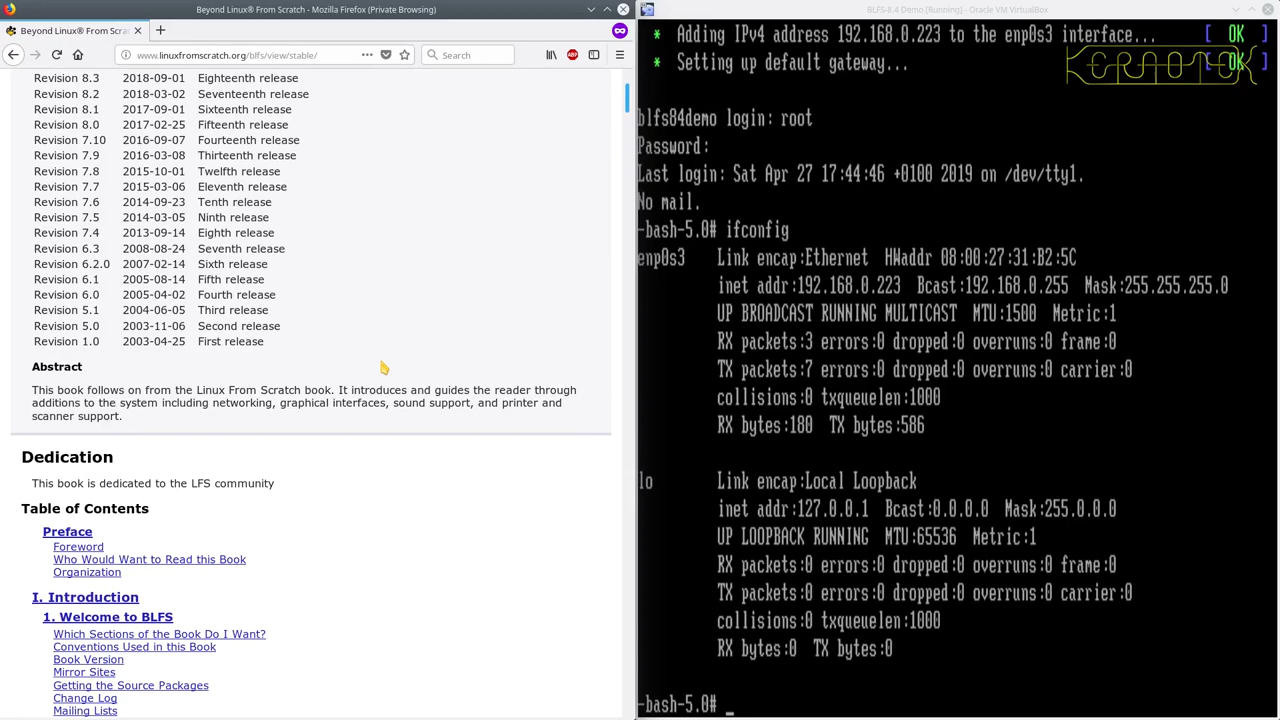 Beyond Linux® From Scratch - Mozilla Firefox (Private Browsing)
Beyond Linux® From Scra
www.linuxfromscratch.org/blfs/view/stable/
Search
Revision 8.3 2018-09-01 Eighteenth release
Revision 8.2 2018-03-02 Seventeenth release
Revision 8.1 2017-09-01 Sixteenth release
Revision 8.0 2017-02-25 Fifteenth release
Revision 7.10 2016-09-07 Fourteenth release
Revision 7.9 2016-03-08 Thirteenth release
Revision 7.8 2015-10-01 Twelfth release
Revision 7.7 2015-03-06 Eleventh release
Revision 7.6 2014-09-23 Tenth release
Revision 7.5 2014-03-05 Ninth release
Revision 7.4 2013-09-14 Eighth release
Revision 6.3 2008-08-24 Seventh release
Revision 6.2.0 2007-02-14 Sixth release
Revision 6.1 2005-08-14 Fifth release
Revision 6.0 2005-04-02 Fourth release
Revision 5.1 2004-06-05 Third release
Revision 5.0 2003-11-06 Second release
Revision 1.0 2003-04-25 First release
Abstract
This book follows on from the Linux From Scratch book. It introduces and guides the reader through
additions to the system including networking, graphical interfaces, sound support, and printer and
scanner support.
Dedication
This book is dedicated to the LFS community
Table of Contents
Preface
Foreword
Who Would Want to Read this Book
Organization
I. Introduction
1. Welcome to BLFS
Which Sections of the Book Do I Want?
Conventions Used in this Book
Book Version
Mirror Sites
Getting the Source Packages
Change Log
Mailing Lists
BLFS-8.4 Demo [Running] - Oracle VM VirtualBox
* Adding IPv4 address 192.168.0.223 to the enp0s3 interface... [ OK ]
* Setting up default gateway... [ OK ]
blfs84demo login: root
Password:
Last login: Sat Apr 27 17:44:46 +0100 2019 on /dev/tty1.
No mail.
-bash-5.0# ifconfig
enp0s3 Link encap:Ethernet HWaddr 08:00:27:31:B2:5C
inet addr:192.168.0.223 Bcast:192.168.0.255 Mask:255.255.255.0
UP BROADCAST RUNNING MULTICAST MTU:1500 Metric:1
RX packets:3 errors:0 dropped:0 overruns:0 frame:0
TX packets:7 errors:0 dropped:0 overruns:0 carrier:0
collisions:0 txqueuelen:1000
RX bytes:180 TX bytes:586
lo Link encap:Local Loopback
inet addr:127.0.0.1 Bcast:0.0.0.0 Mask:255.0.0.0
UP LOOPBACK RUNNING MTU:65536 Metric:1
RX packets:0 errors:0 dropped:0 overruns:0 frame:0
TX packets:0 errors:0 dropped:0 overruns:0 carrier:0
collisions:0 txqueuelen:1000
RX bytes:0 TX bytes:0
-bash-5.0# _